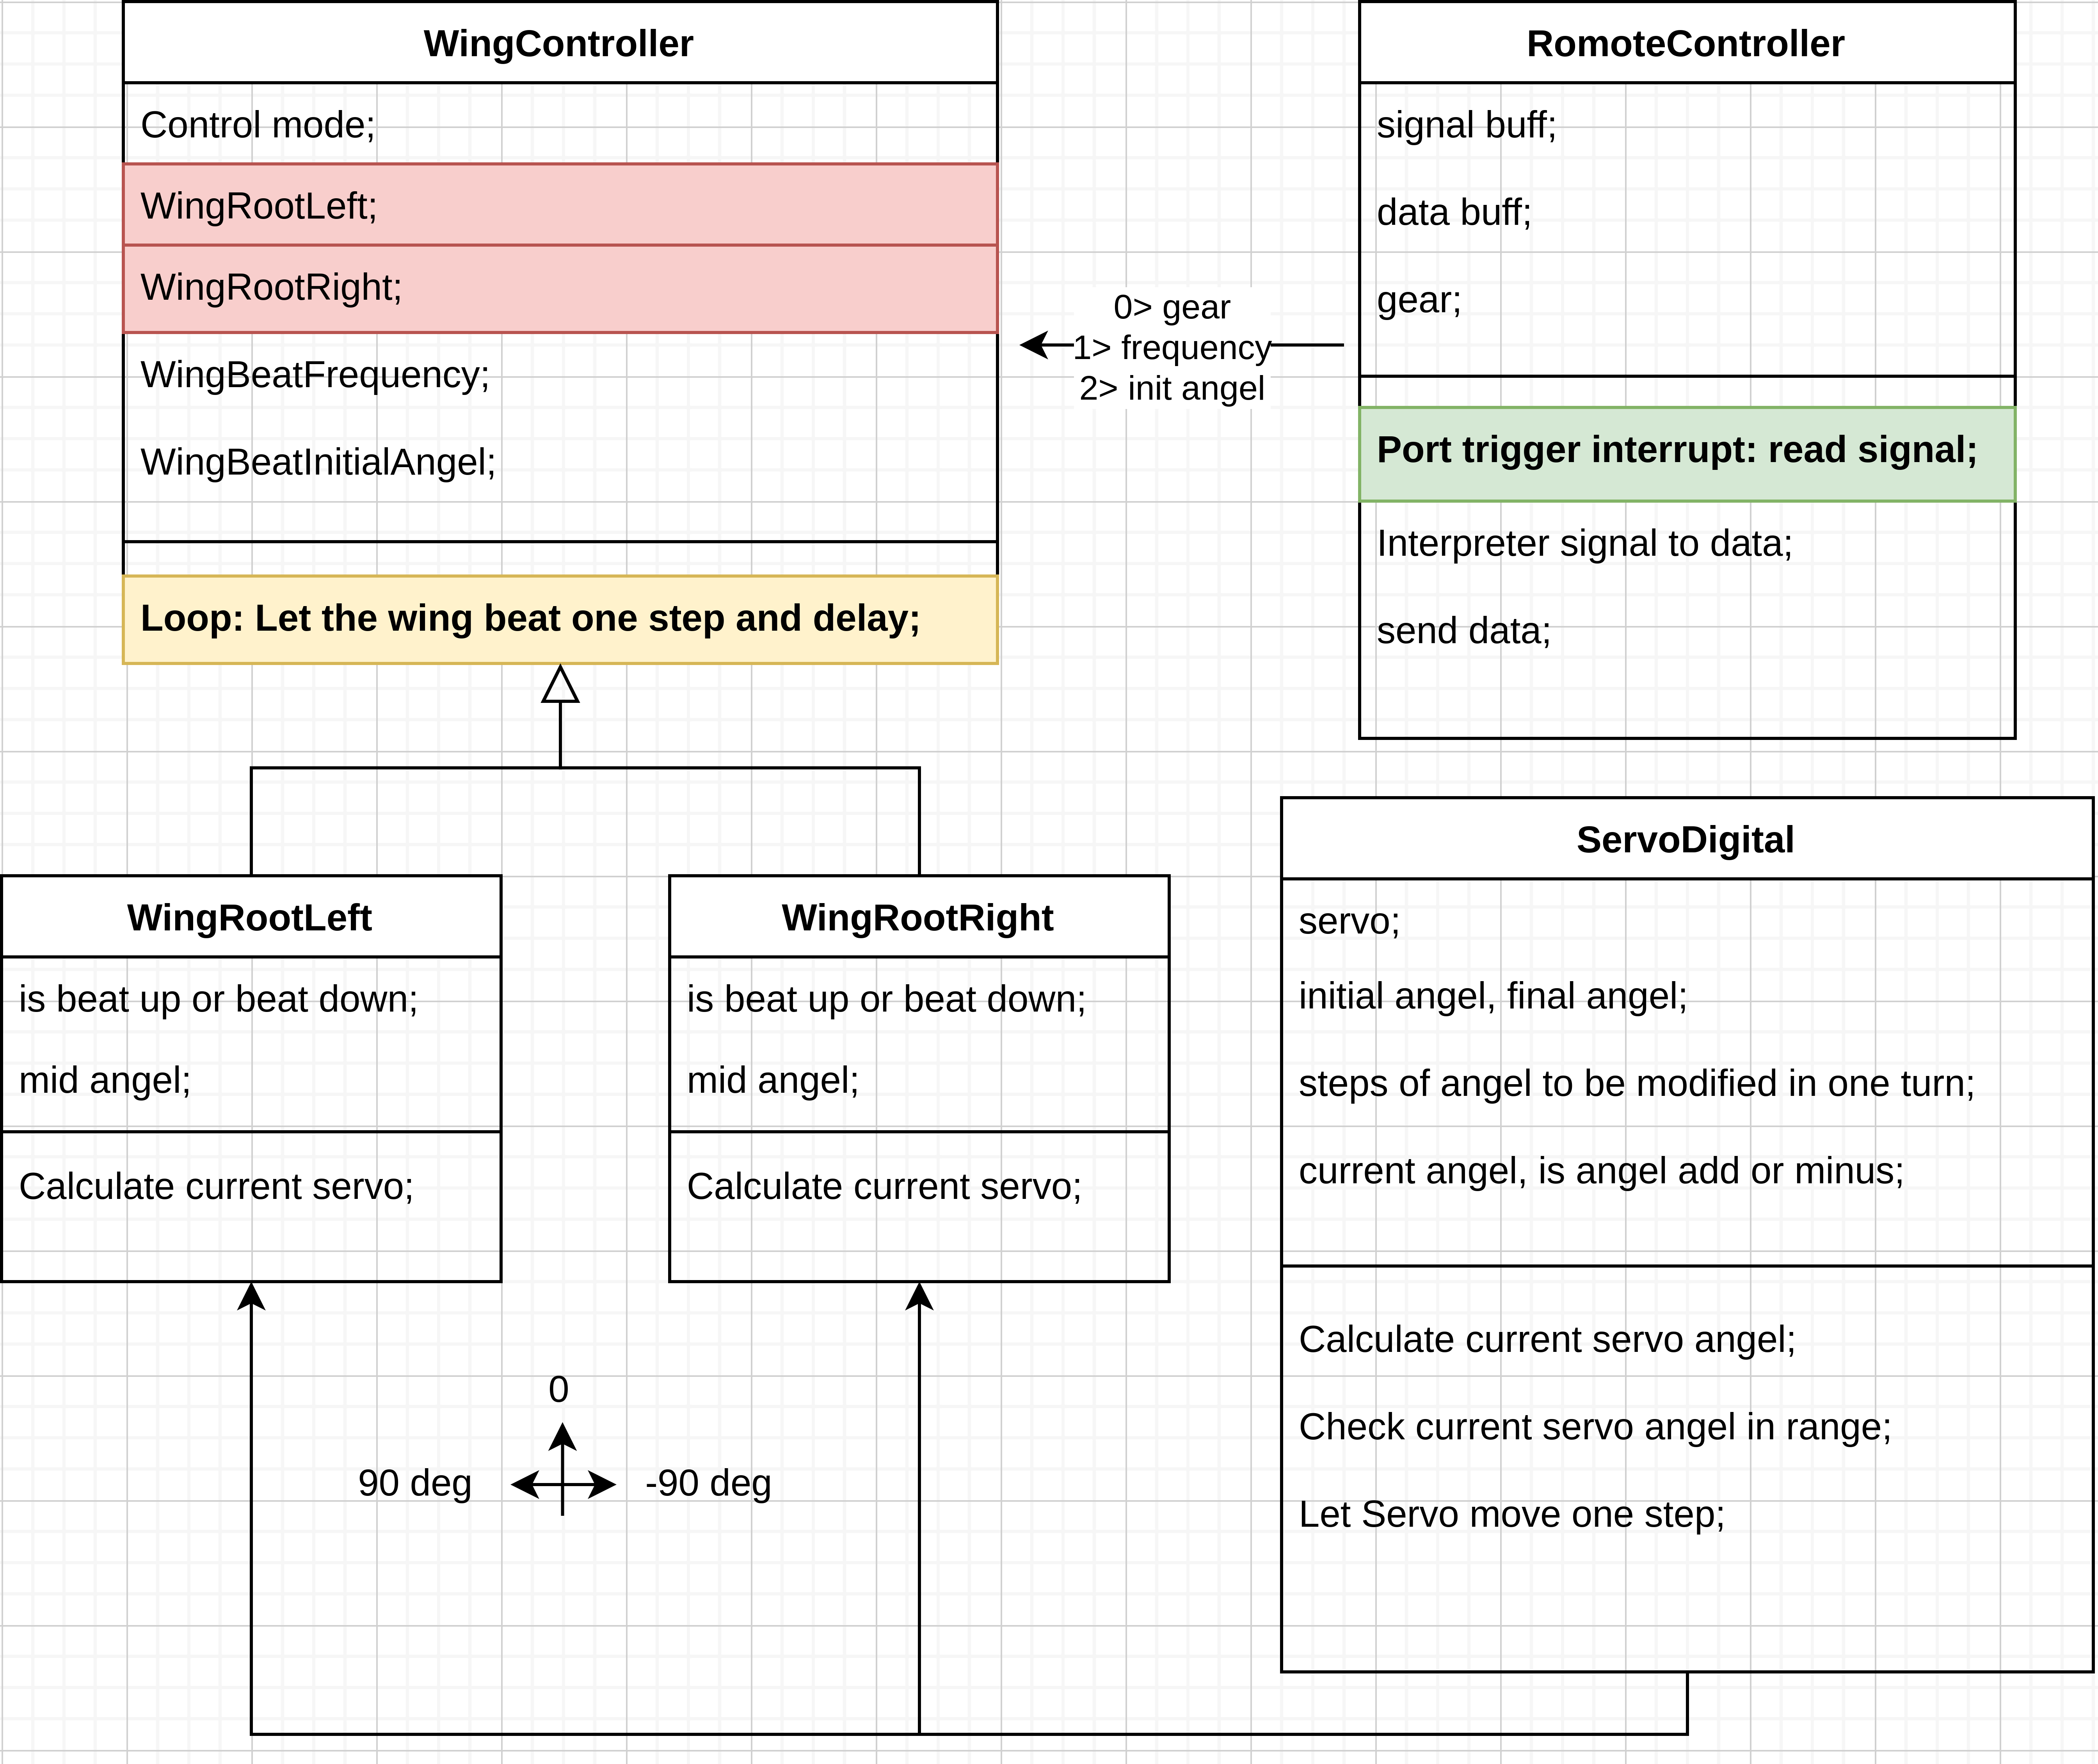 WingController
Control mode;
WingRootLeft;
WingRootRight;
WingBeatFrequency;
WingBeatInitialAngel;
Loop: Let the wing beat one step and delay;
0> gear
1> frequency
2> init angel
RomoteController
signal buff;
data buff;
gear;
Port trigger interrupt: read signal;
Interpreter signal to data;
send data;
WingRootLeft
is beat up or beat down;
mid angel;
Calculate current servo;
WingRootRight
is beat up or beat down;
mid angel;
Calculate current servo;
ServoDigital
servo;
initial angel, final angel;
steps of angel to be modified in one turn;
current angel, is angel add or minus;
Calculate current servo angel;
Check current servo angel in range;
Let Servo move one step;
0
90 deg
-90 deg